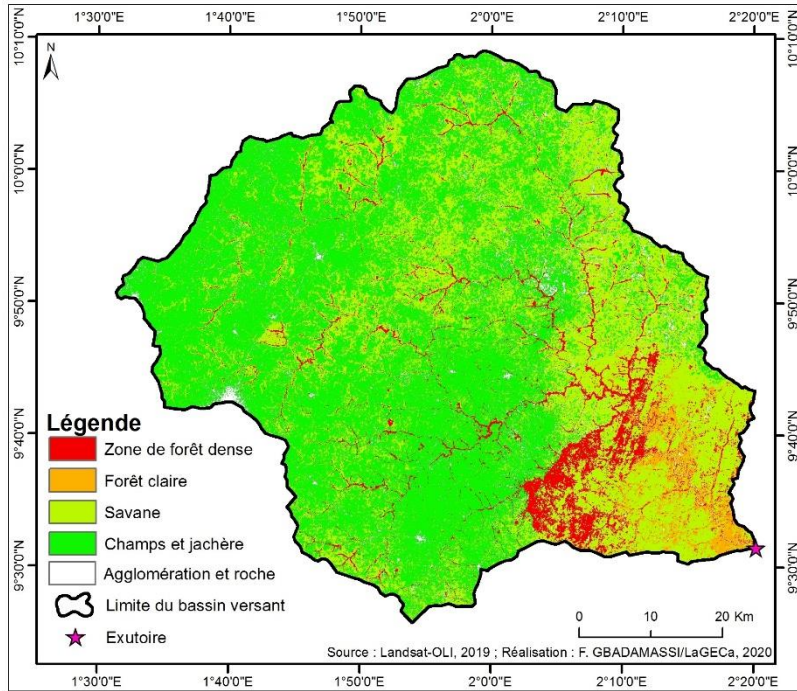 1°30'0"E 1°40'0"E 1°50'0"E 2°0'0"E 2°10'0"E 2°20'0"E
N
10°10'0"N 10°10'0"N
10°0'0"N 10°0'0"N
9°50'0"N 9°50'0"N
9°40'0"N 9°40'0"N
9°30'0"N 9°30'0"N
Légende
Zone de forêt dense
Forêt claire
Savane
Champs et jachère
Agglomération et roche
Limite du bassin versant
Exutoire
0 10 20 Km
Source : Landsat-OLI, 2019 ; Réalisation : F. GBADAMASSI/LaGECa, 2020
1°30'0"E 1°40'0"E 1°50'0"E 2°0'0"E 2°10'0"E 2°20'0"E